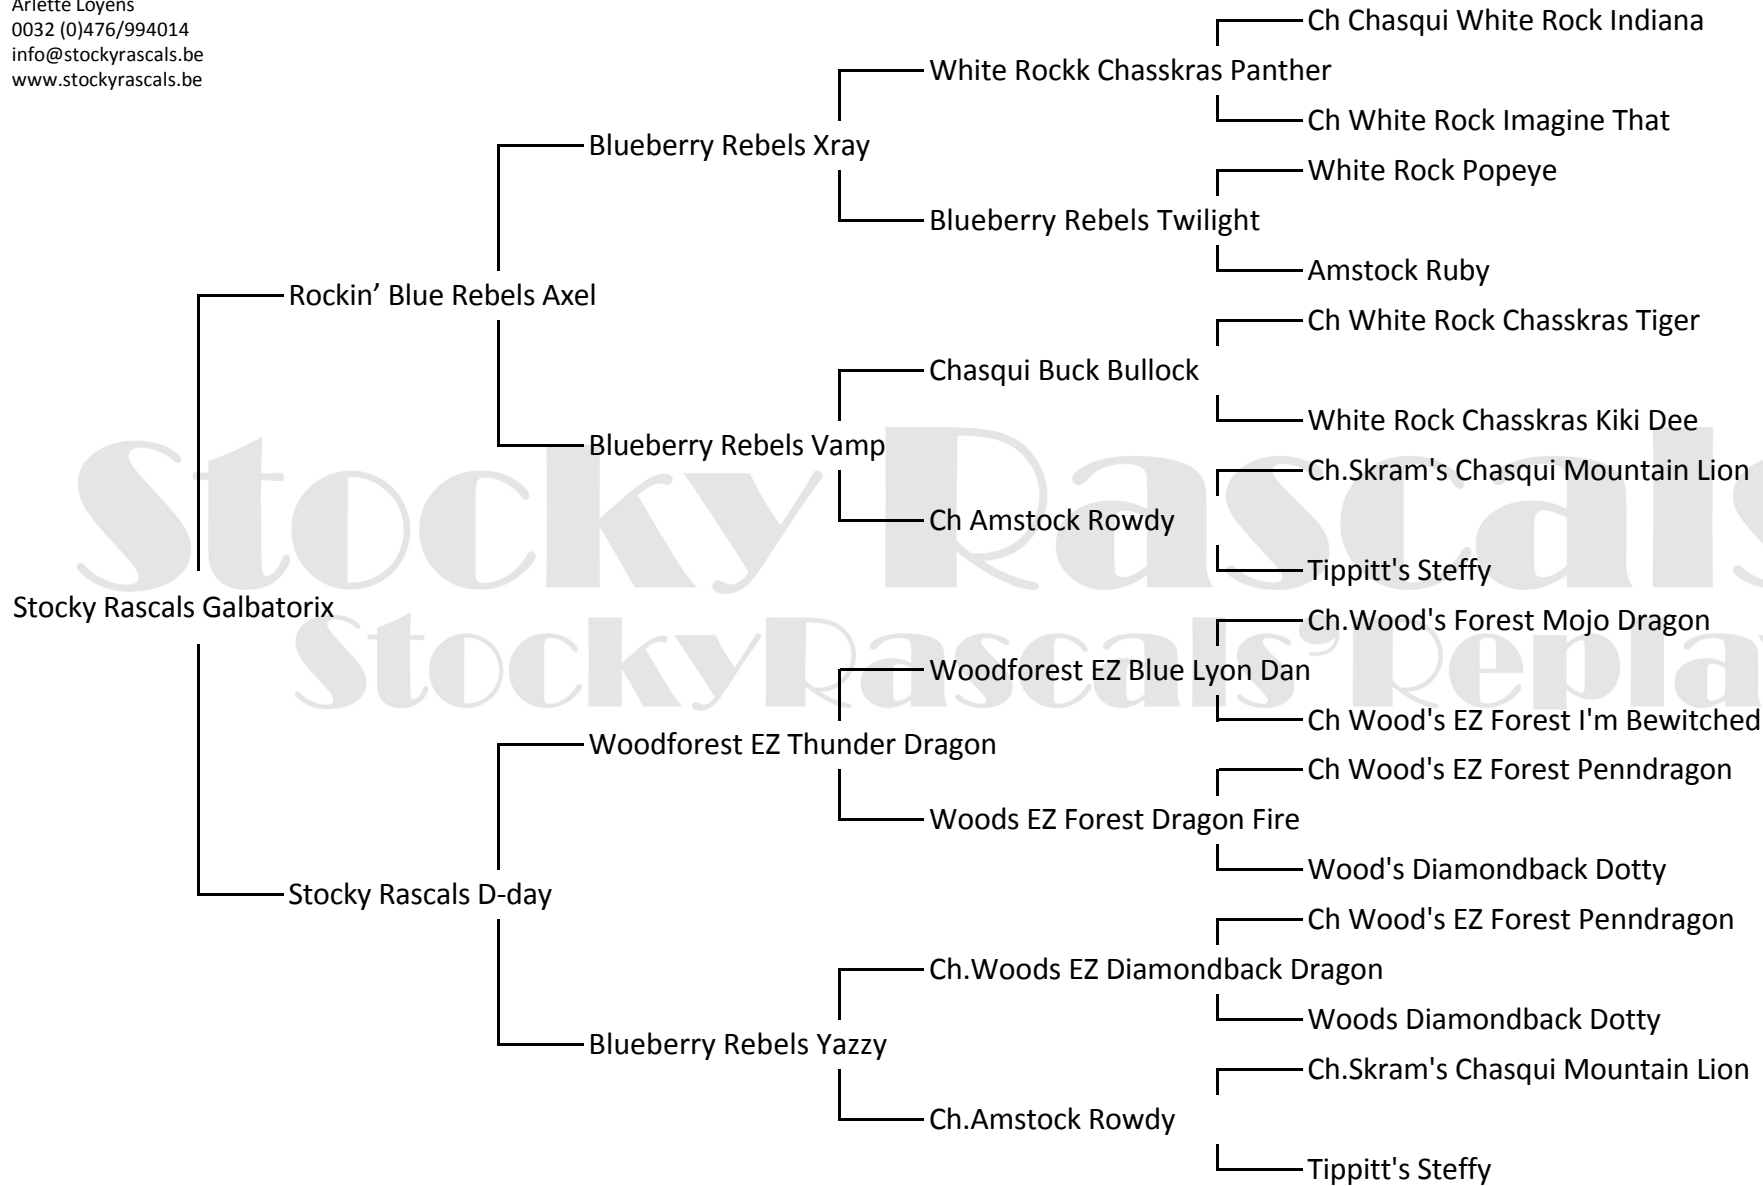 Arlette Loyens
0032 (0)476/994014
info@stockyrascals.be
www.stockyrascals.be
Ch Chasqui White Rock Indiana
White Rockk Chasskras Panther
Ch White Rock Imagine That
Blueberry Rebels Xray
White Rock Popeye
Blueberry Rebels Twilight
Amstock Ruby
Rockin’ Blue Rebels Axel
Ch White Rock Chasskras Tiger
Chasqui Buck Bullock
White Rock Chasskras Kiki Dee
Blueberry Rebels Vamp
Ch.Skram's Chasqui Mountain Lion
Ch Amstock Rowdy
Tippitt's Steffy
Stocky Rascals
Stocky Rascals Galbatorix
Ch.Wood's Forest Mojo Dragon
Woodforest EZ Blue Lyon Dan
StockyRascals’ Repla
Ch Wood's EZ Forest I'm Bewitched
Woodforest EZ Thunder Dragon
Ch Wood's EZ Forest Penndragon
Woods EZ Forest Dragon Fire
Wood's Diamondback Dotty
Stocky Rascals D-day
Ch Wood's EZ Forest Penndragon
Ch.Woods EZ Diamondback Dragon
Woods Diamondback Dotty
Blueberry Rebels Yazzy
Ch.Skram's Chasqui Mountain Lion
Ch.Amstock Rowdy
Tippitt's Steffy